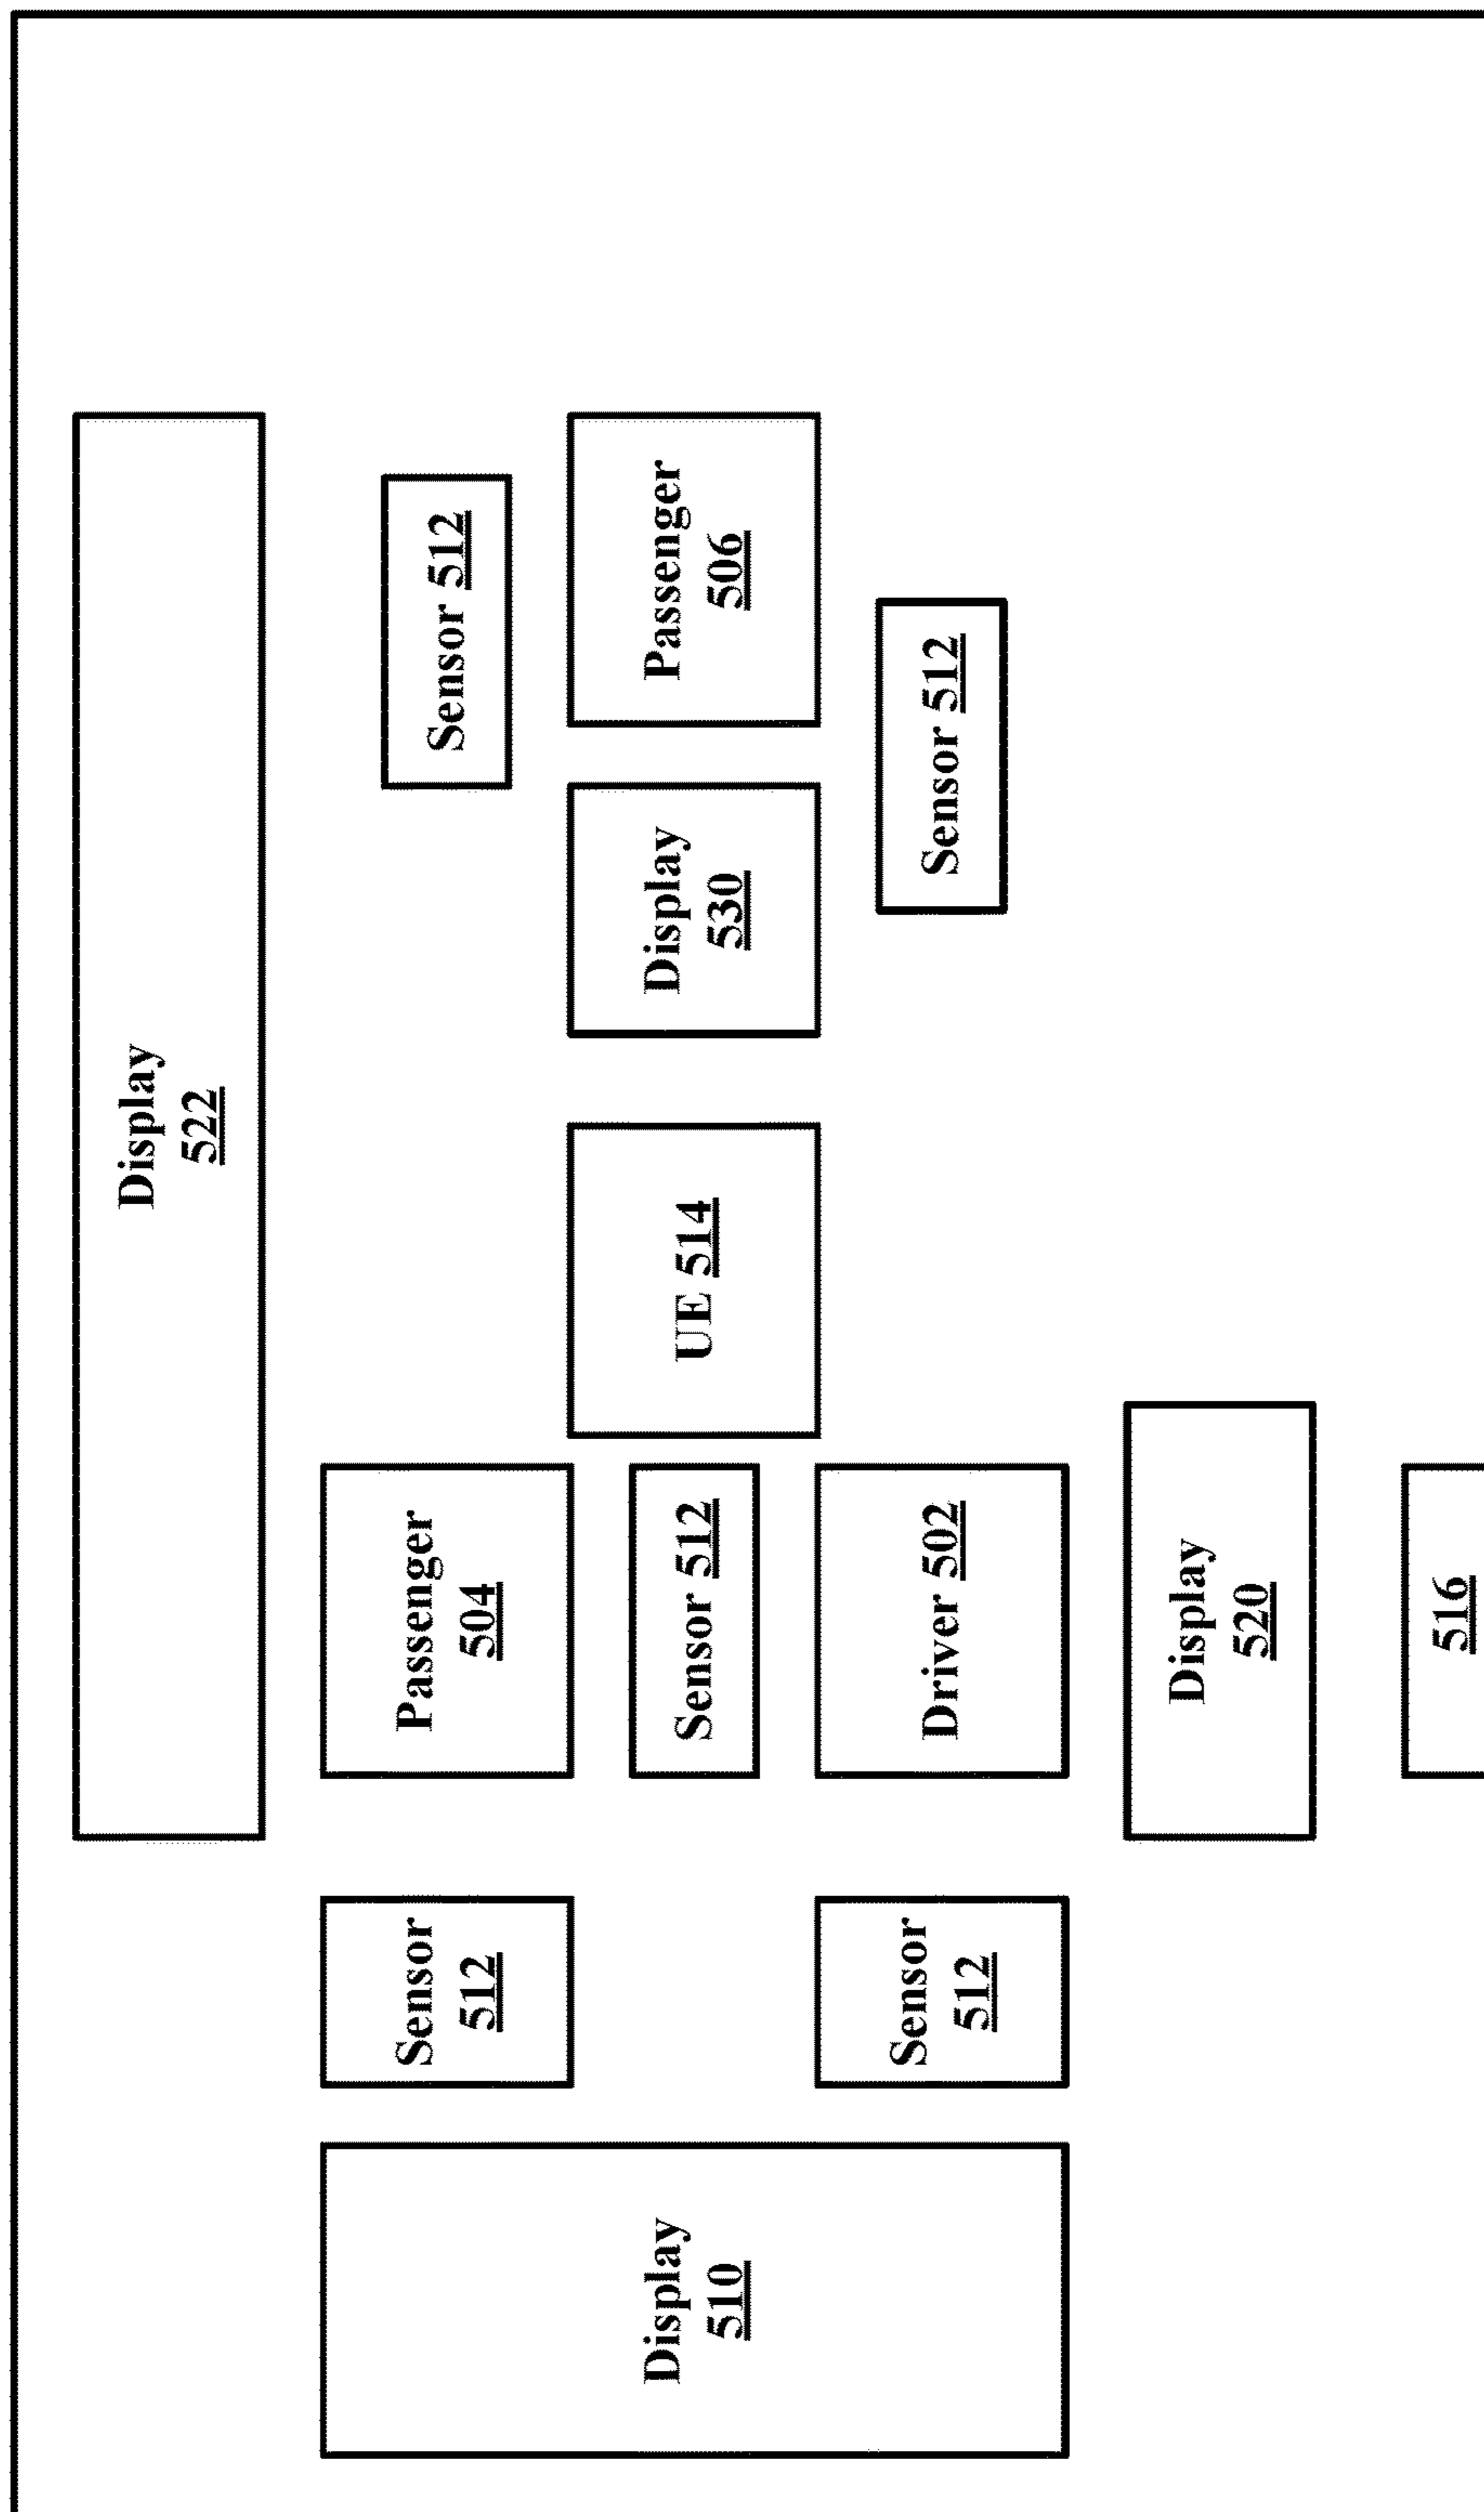 Display
522
Sensor
512
Passenger
504
Sensor 512
Display
510
Sensor 512
UE 514
Display
530
Passenger
506
Sensor
512
Driver 502
Sensor 512
Display
520
516